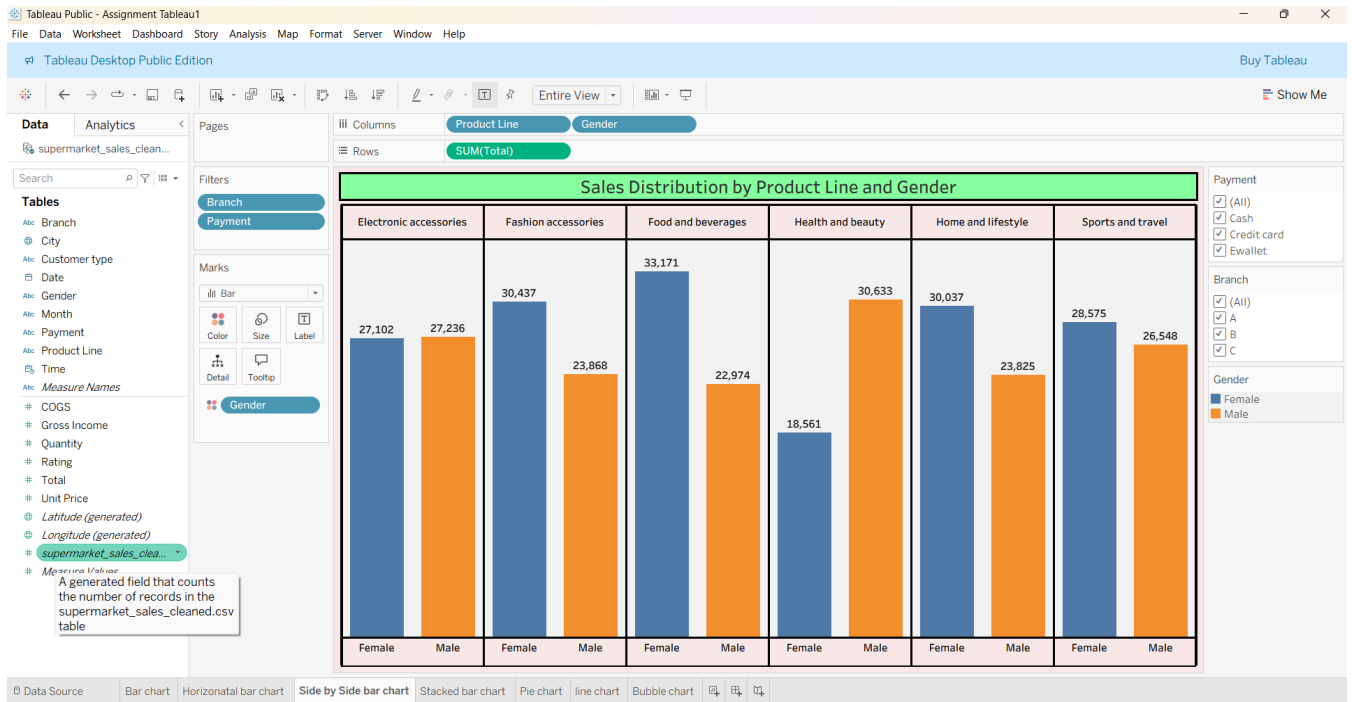 Tableau Public - Assignment Tableau1
File Data Worksheet Dashboard Story Analysis Map Format Server Window Help
Tableau Desktop Public Edition
Buy Tableau
Entire View
Show Me
Data
Analytics
supermarket_sales_clean...
Search
Tables
Abc Branch
City
Abc Customer type
Date
Abc Gender
Abc Month
Abc Payment
Abc Product Line
Time
Abc Measure Names
# COGS
# Gross Income
# Quantity
# Rating
# Total
# Unit Price
Latitude (generated)
Longitude (generated)
# supermarket_sales_clea...
# Measure Values
A generated field that counts
the number of records in the
supermarket_sales_cleaned.csv
table
Pages
Filters
Branch
Payment
Marks
Bar
Color Size Label
Detail Tooltip
Gender
Columns
Product Line
Gender
Rows
SUM(Total)
Sales Distribution by Product Line and Gender
Electronic accessories Fashion accessories Food and beverages Health and beauty Home and lifestyle Sports and travel
27,102 27,236 30,437 23,868 33,171 22,974 18,561 30,633 30,037 23,825 28,575 26,548
Female Male Female Male Female Male Female Male Female Male Female Male
Payment
(All)
Cash
Credit card
Ewallet
Branch
(All)
A
B
C
Gender
Female
Male
Data Source
Bar chart
Horizonatal bar chart
Side by Side bar chart
Stacked bar chart
Pie chart
line chart
Bubble chart